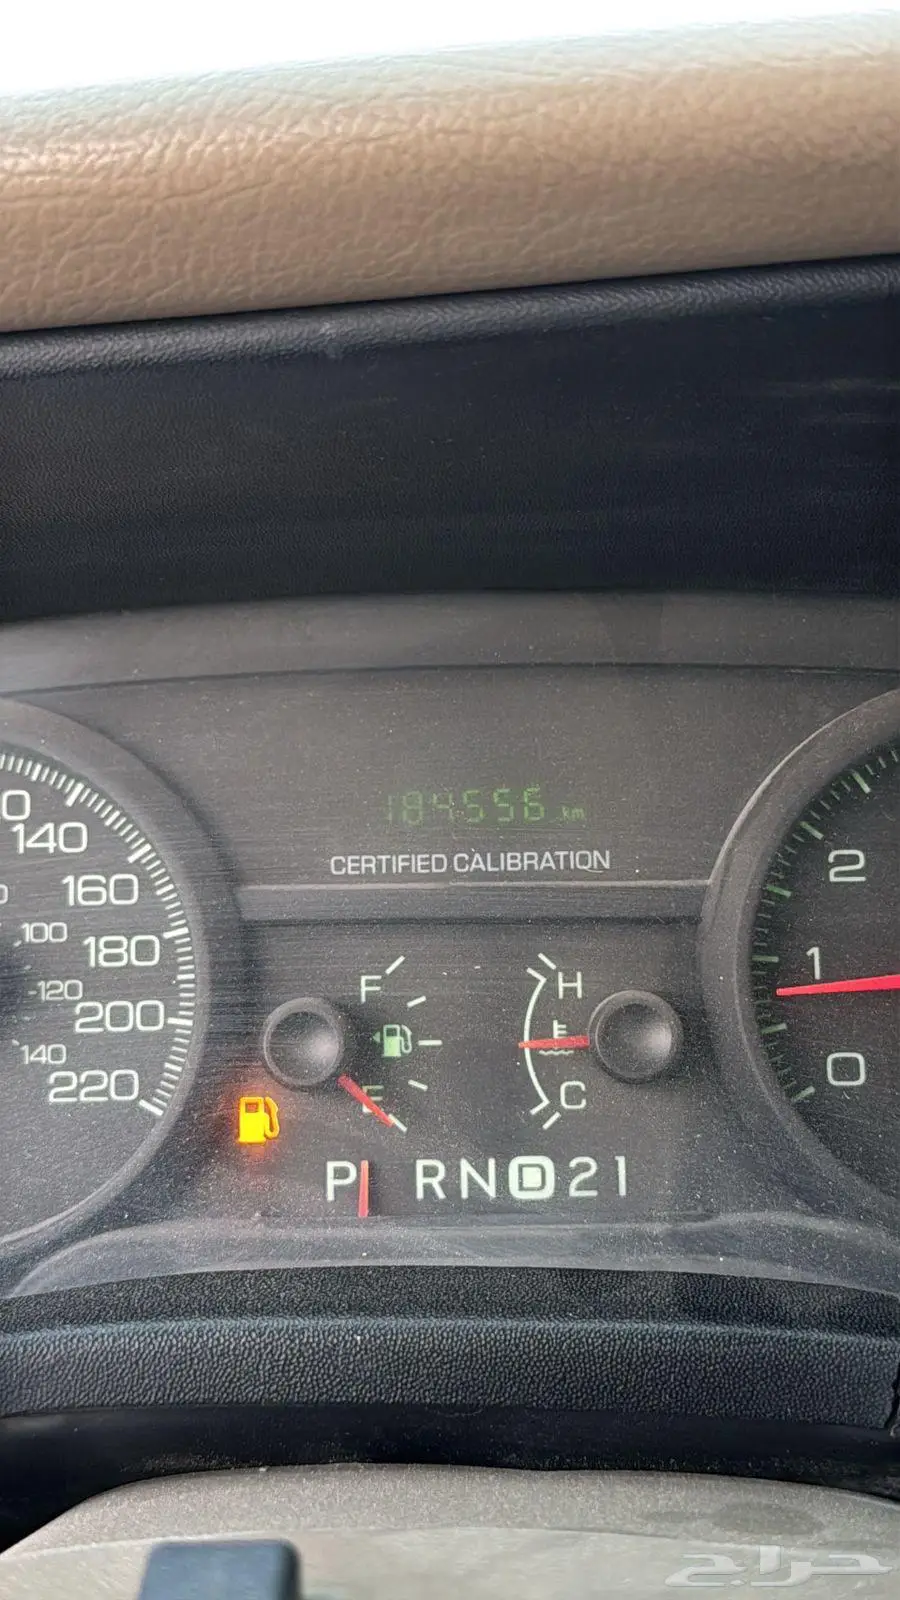 184556 km
CERTIFIED CALIBRATION
140
160
100
180
120
200
140
220
F
E
H
C
2
1
0
P R N D 2 1
حراج